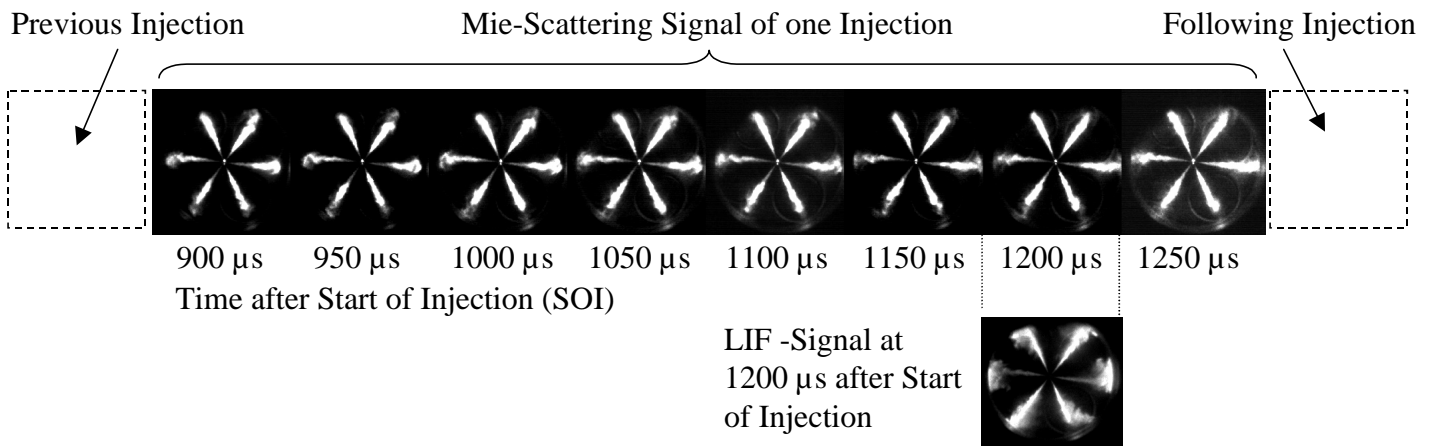 Previous Injection
Mie-Scattering Signal of one Injection
Following Injection
900 µs
950 µs
1000 µs
1050 µs
1100 µs
1150 µs
1200 µs
1250 µs
Time after Start of Injection (SOI)
LIF -Signal at
1200 µs after Start
of Injection